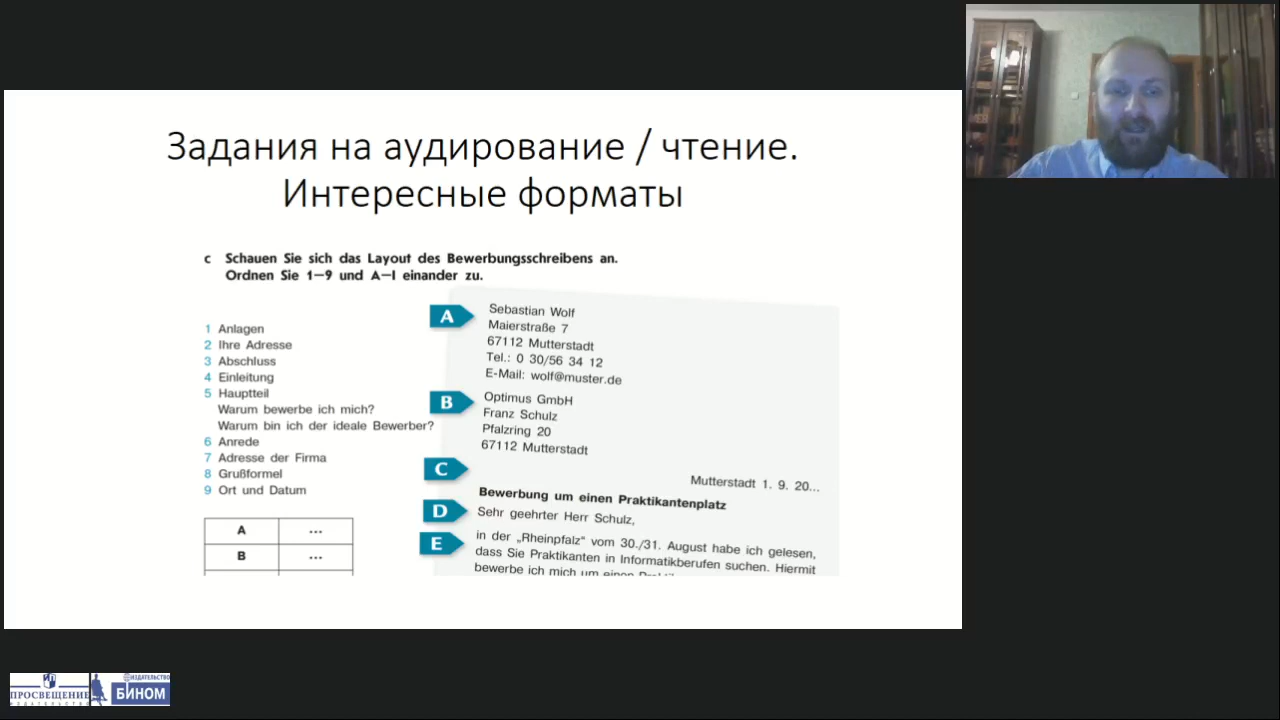 Задания на аудирование / чтение.
Интересные форматы
c Schauen Sie sich das Layout des Bewerbungsschreibens an.
Ordnen Sie 1–9 und A–I einander zu.
1 Anlagen
2 Ihre Adresse
3 Abschluss
4 Einleitung
5 Hauptteil
Warum bewerbe ich mich?
Warum bin ich der ideale Bewerber?
6 Anrede
7 Adresse der Firma
8 Grußformel
9 Ort und Datum
A ...
B ...
A
Sebastian Wolf
Maierstraße 7
67112 Mutterstadt
Tel.: 0 30/56 34 12
E-Mail: wolf@muster.de
B
Optimus GmbH
Franz Schulz
Pfalzring 20
67112 Mutterstadt
C
Mutterstadt 1. 9. 20...
Bewerbung um einen Praktikantenplatz
D
Sehr geehrter Herr Schulz,
E
in der „Rheinpfalz“ vom 30./31. August habe ich gelesen,
dass Sie Praktikanten in Informatikberufen suchen. Hiermit
bewerbe ich mich um einen
ПРОСВЕЩЕНИЕ
ИЗДАТЕЛЬСТВО
ИЗДАТЕЛЬСТВО
БИНОМ